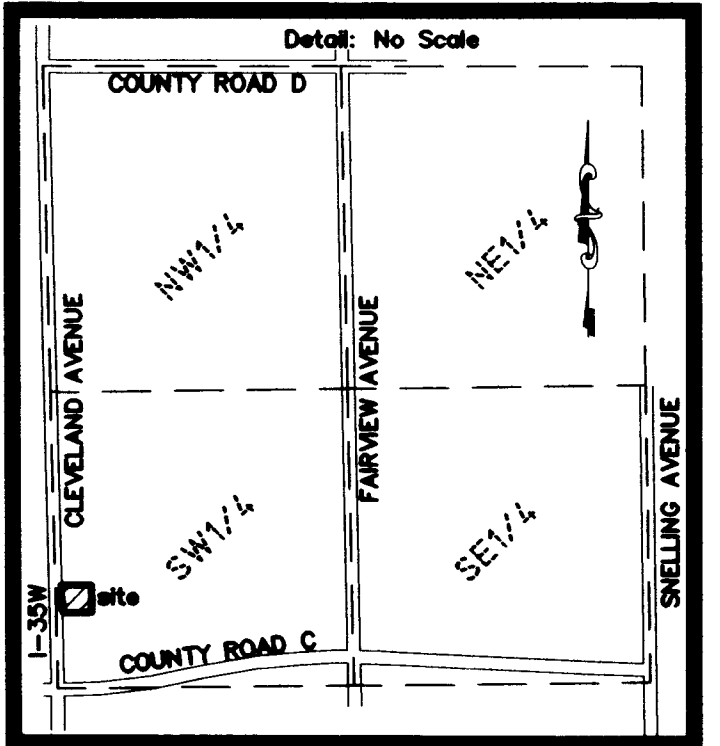 Detail: No Scale
COUNTY ROAD D
NW1/4
NE1/4
CLEVELAND AVENUE
FAIRVIEW AVENUE
SNELLING AVENUE
SW1/4
SE1/4
I-35W
site
COUNTY ROAD C